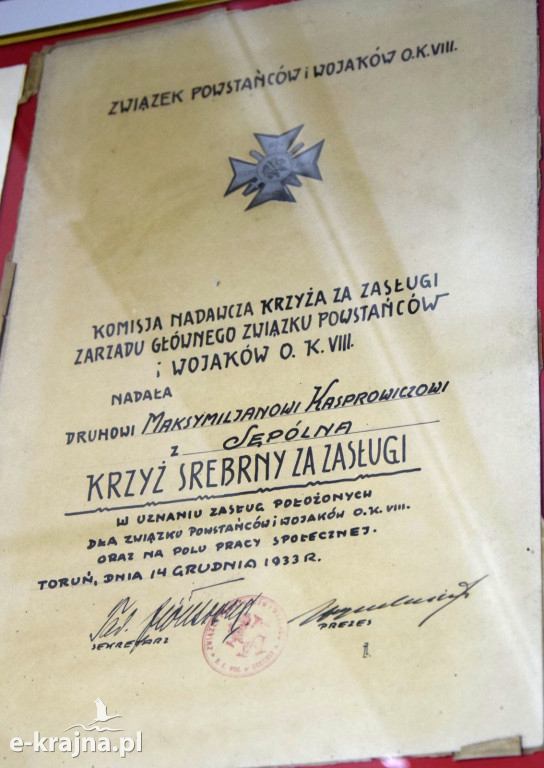 ZWIĄZEK POWSTAŃCÓW i WOJAKÓW O.K. VIII.
KOMISJA NADAWCZA KRZYŻA ZA ZASŁUGI
ZARZĄDU GŁÓWNEGO ZWIĄZKU POWSTAŃCÓW
i WOJAKÓW O. K. VIII.
NADAŁA
DRUHOWI MAKSYMILJANOWI KASPROWICZOWI
Z SĘPÓLNA
KRZYŻ SREBRNY ZA ZASŁUGI
W UZNANIU ZASŁUG POŁOŻONYCH
DLA ZWIĄZKU POWSTAŃCÓW i WOJAKÓW O.K. VIII.
ORAZ NA POLU PRACY SPOŁECZNEJ.
TORUŃ, DNIA 14 GRUDNIA 1933 R.
SEKRETARZ
PREZES
e-krajna.pl